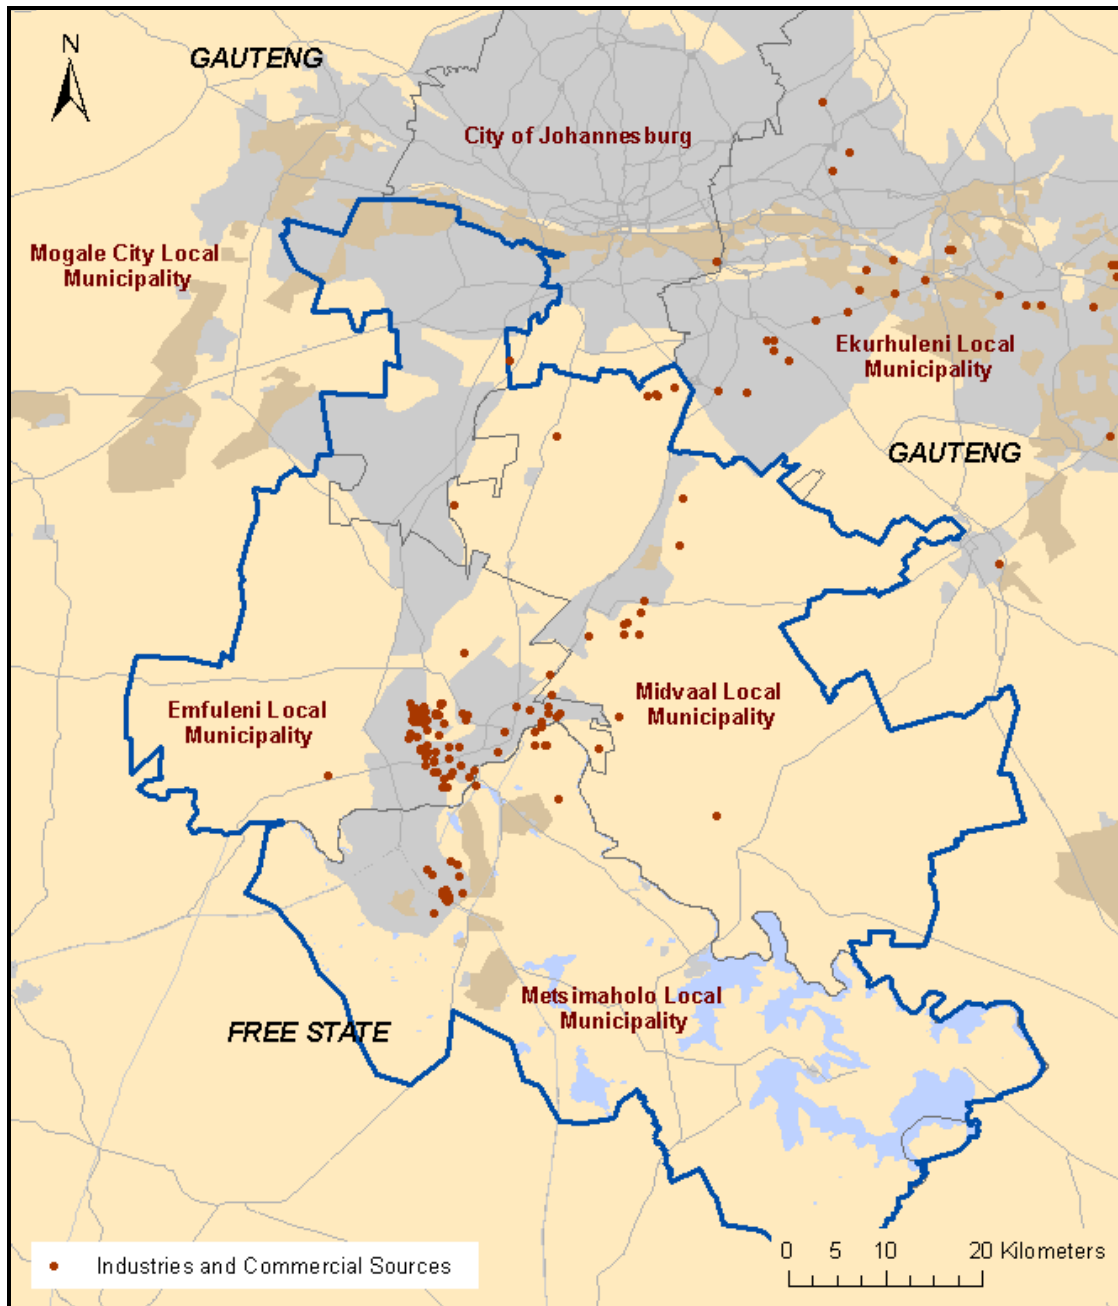 N
GAUTENG
City of Johannesburg
Mogale City Local
Municipality
Ekurhuleni Local
Municipality
GAUTENG
Emfuleni Local
Municipality
Midvaal Local
Municipality
Metsimaholo Local
Municipality
FREE STATE
Industries and Commercial Sources
0 5 10 20 Kilometers